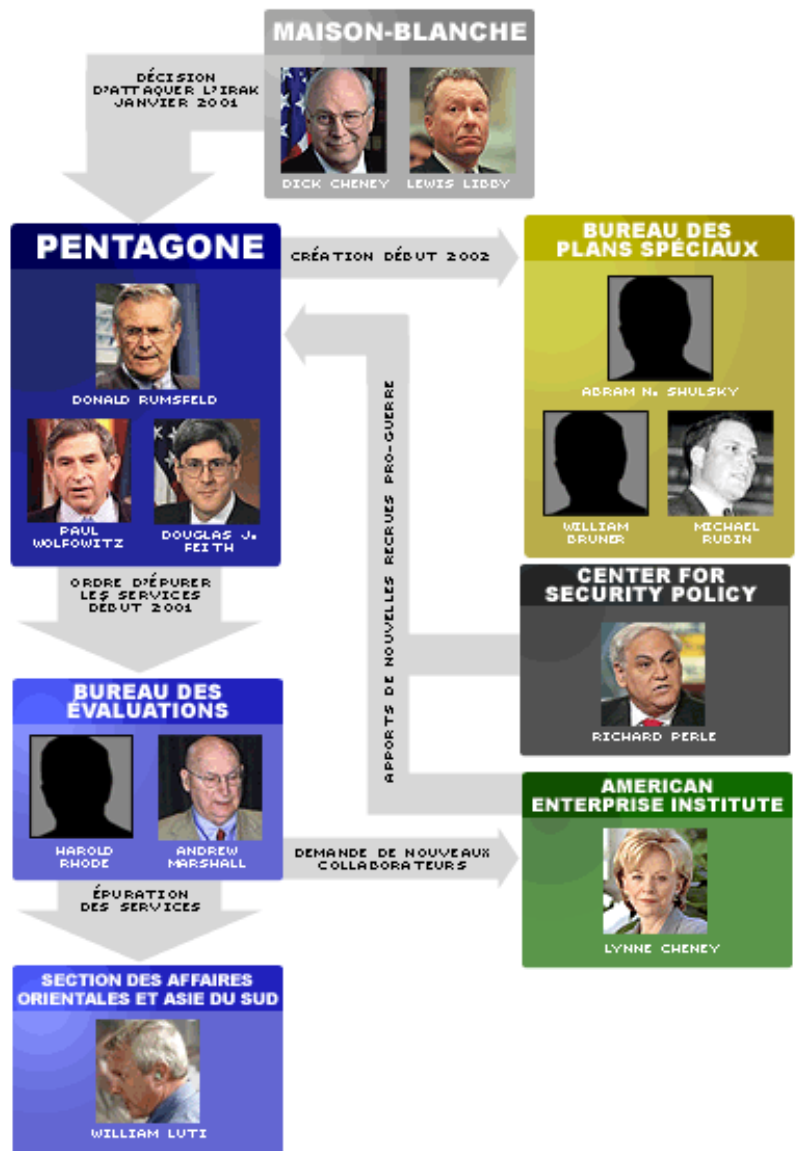 MAISON-BLANCHE
DÉCISION
D'ATTAQUER L'IRAK
JANVIER 2001
DICK CHENEY
LEWIS LIBBY
PENTAGONE
CRÉATION DÉBUT 2002
BUREAU DES
PLANS SPÉCIAUX
DONALD RUMSFELD
ABRAM N. SHULSKY
PAUL
WOLFOWITZ
DOUGLAS J.
FEITH
WILLIAM
BRUNER
MICHAEL
RUBIN
APPORTS DE NOUVELLES RECRUES PRO-GUERRE
ORDRE D'ÉPURER
LES SERVICES
DÉBUT 2001
CENTER FOR
SECURITY POLICY
RICHARD PERLE
BUREAU DES
ÉVALUATIONS
HAROLD
RHODE
ANDREW
MARSHALL
DEMANDE DE NOUVEAUX
COLLABORATEURS
AMERICAN
ENTERPRISE INSTITUTE
LYNNE CHENEY
ÉPURATION
DES SERVICES
SECTION DES AFFAIRES
ORIENTALES ET ASIE DU SUD
WILLIAM LUTI